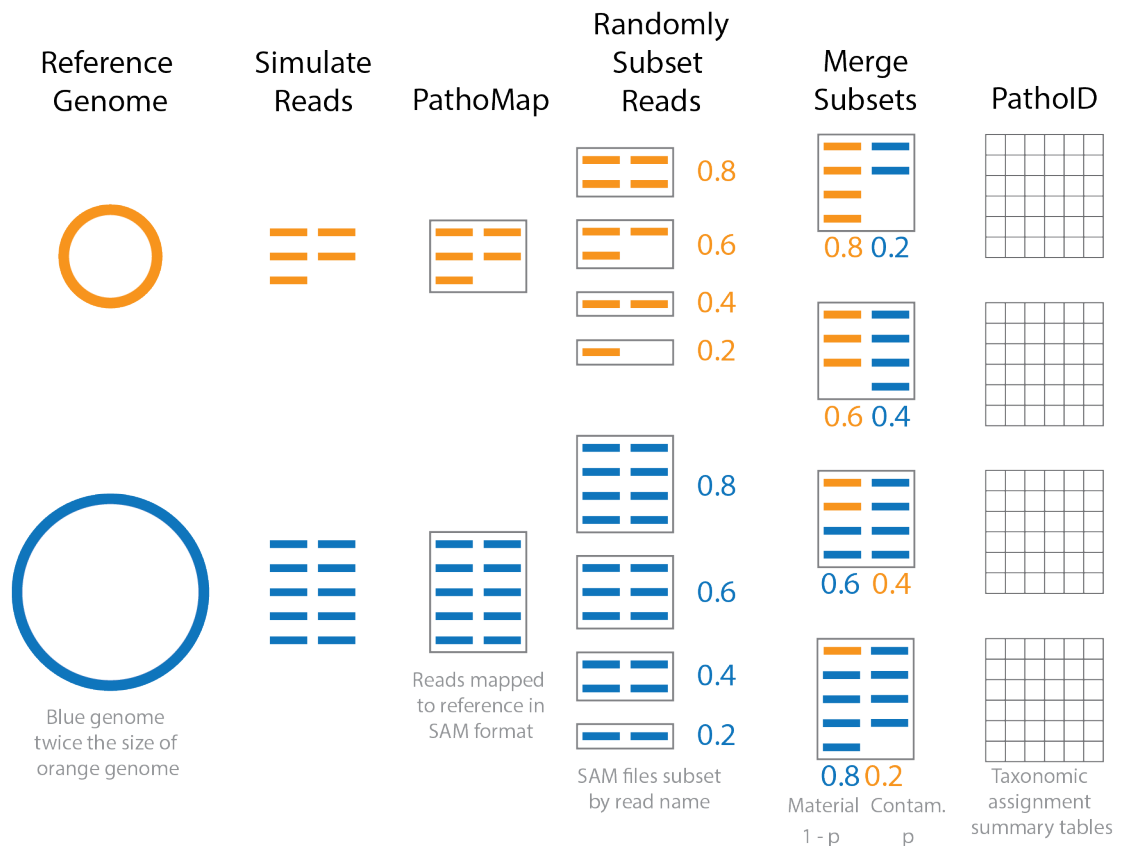 Reference
Genome
Simulate
Reads
PathoMap
Randomly
Subset
Reads
Merge
Subsets
PathoID
0.8
0.6
0.4
0.2
0.8 0.2
0.6 0.4
0.8
0.6
0.4
0.2
0.6 0.4
0.8 0.2
Blue genome
twice the size of
orange genome
Reads mapped
to reference in
SAM format
SAM files subset
by read name
Material Contam.
1 - p p
Taxonomic
assignment
summary tables